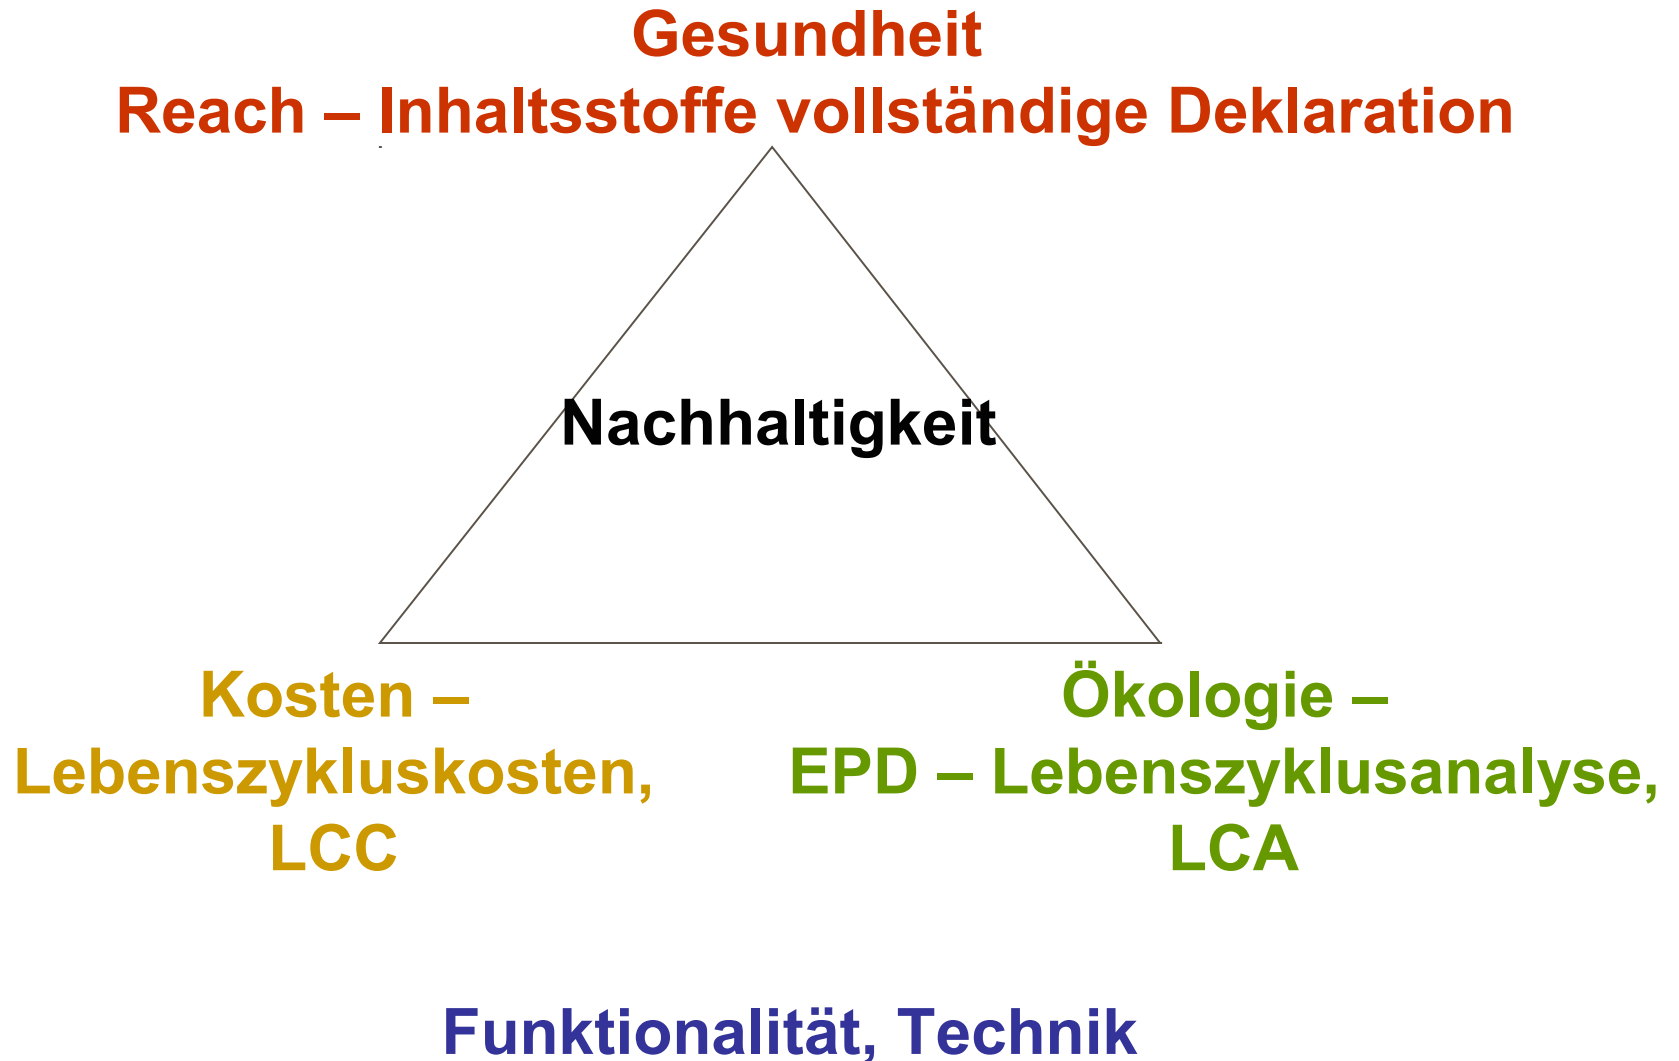 Gesundheit
Reach – Inhaltsstoffe vollständige Deklaration
Nachhaltigkeit
Kosten –
Lebenszykluskosten,
LCC
Ökologie –
EPD – Lebenszyklusanalyse,
LCA
Funktionalität, Technik